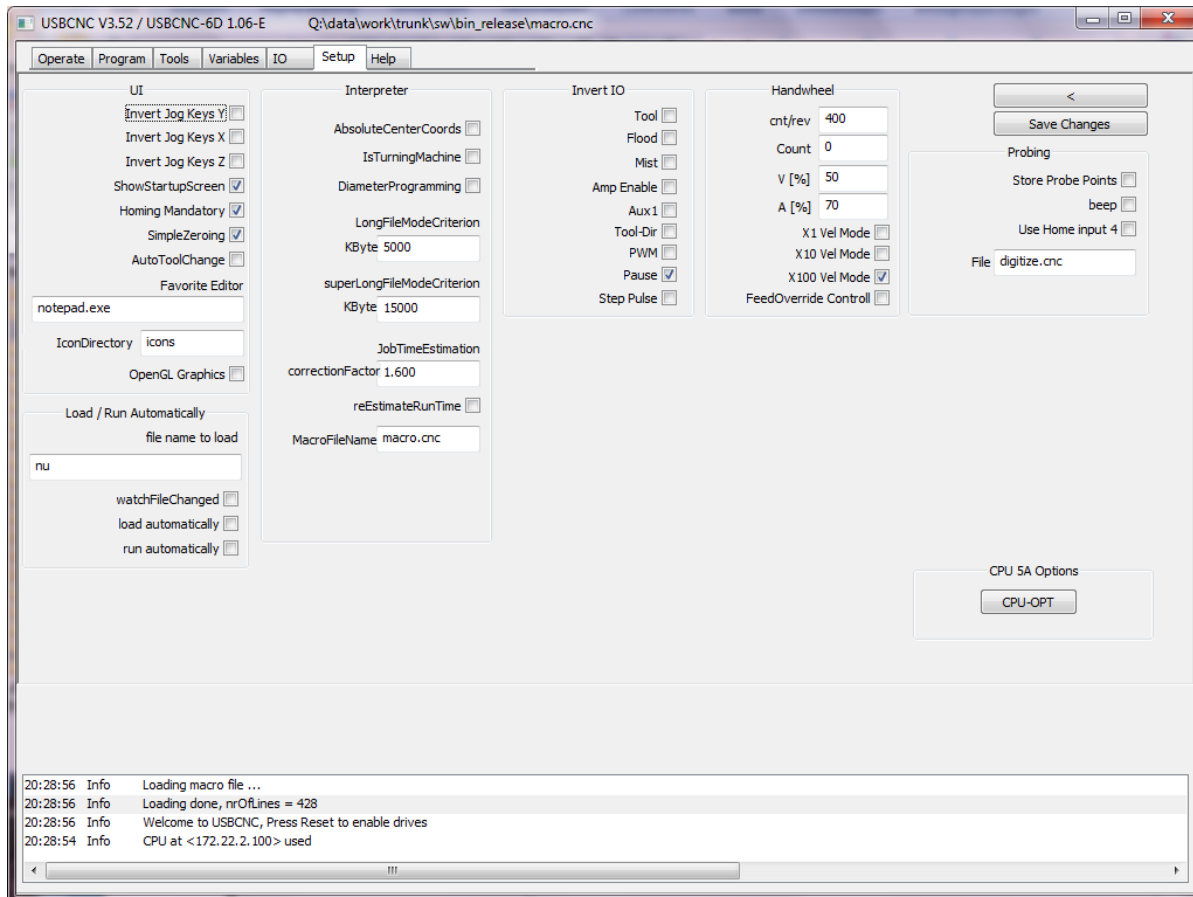 USBCNC V3.52 / USBCNC-6D 1.06-E Q:\data\work\trunk\sw\bin_release\macro.cnc
Operate Program Tools Variables IO Setup Help
UI
Invert Jog Keys Y
Invert Jog Keys X
Invert Jog Keys Z
ShowStartupScreen
Homing Mandatory
SimpleZeroing
AutoToolChange
Favorite Editor
notepad.exe
IconDirectory icons
OpenGL Graphics
Load / Run Automatically
file name to load
nu
watchFileChanged
load automatically
run automatically
Interpreter
AbsoluteCenterCoords
IsTurningMachine
DiameterProgramming
LongFileModeCriterion
KByte 5000
superLongFileModeCriterion
KByte 15000
JobTimeEstimation
correctionFactor 1.600
reEstimateRunTime
MacroFileName macro.cnc
Invert IO
Tool
Flood
Mist
Amp Enable
Aux1
Tool-Dir
PWM
Pause
Step Pulse
Handwheel
cnt/rev 400
Count 0
V [%] 50
A [%] 70
X1 Vel Mode
X10 Vel Mode
X100 Vel Mode
FeedOverride Controll
<
Save Changes
Probing
Store Probe Points
beep
Use Home input 4
File digitize.cnc
CPU 5A Options
CPU-OPT
20:28:56 Info Loading macro file ...
20:28:56 Info Loading done, nrOfLines = 428
20:28:56 Info Welcome to USBCNC, Press Reset to enable drives
20:28:54 Info CPU at <172.22.2.100> used